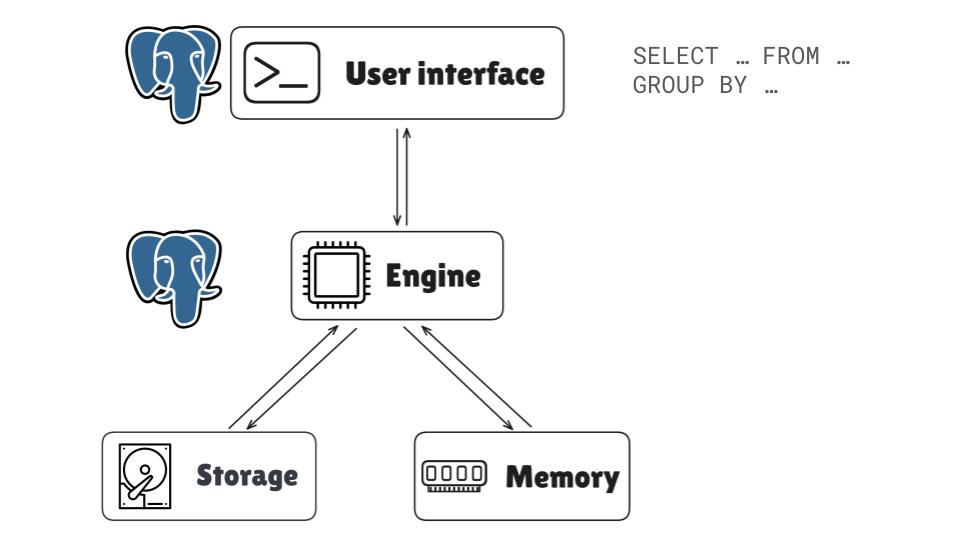 >_ User interface
SELECT … FROM …
GROUP BY …
Engine
Storage
Memory